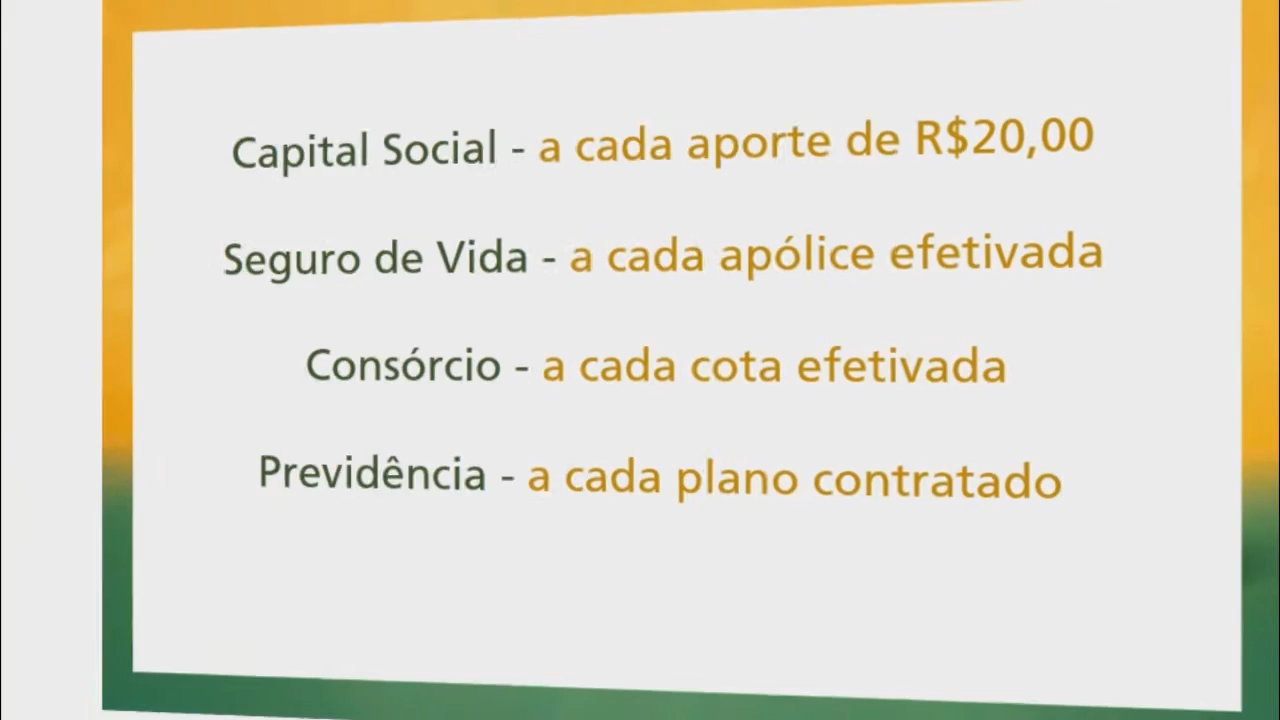 Capital Social - a cada aporte de R$20,00
Seguro de Vida - a cada apólice efetivada
Consórcio - a cada cota efetivada
Previdência - a cada plano contratado